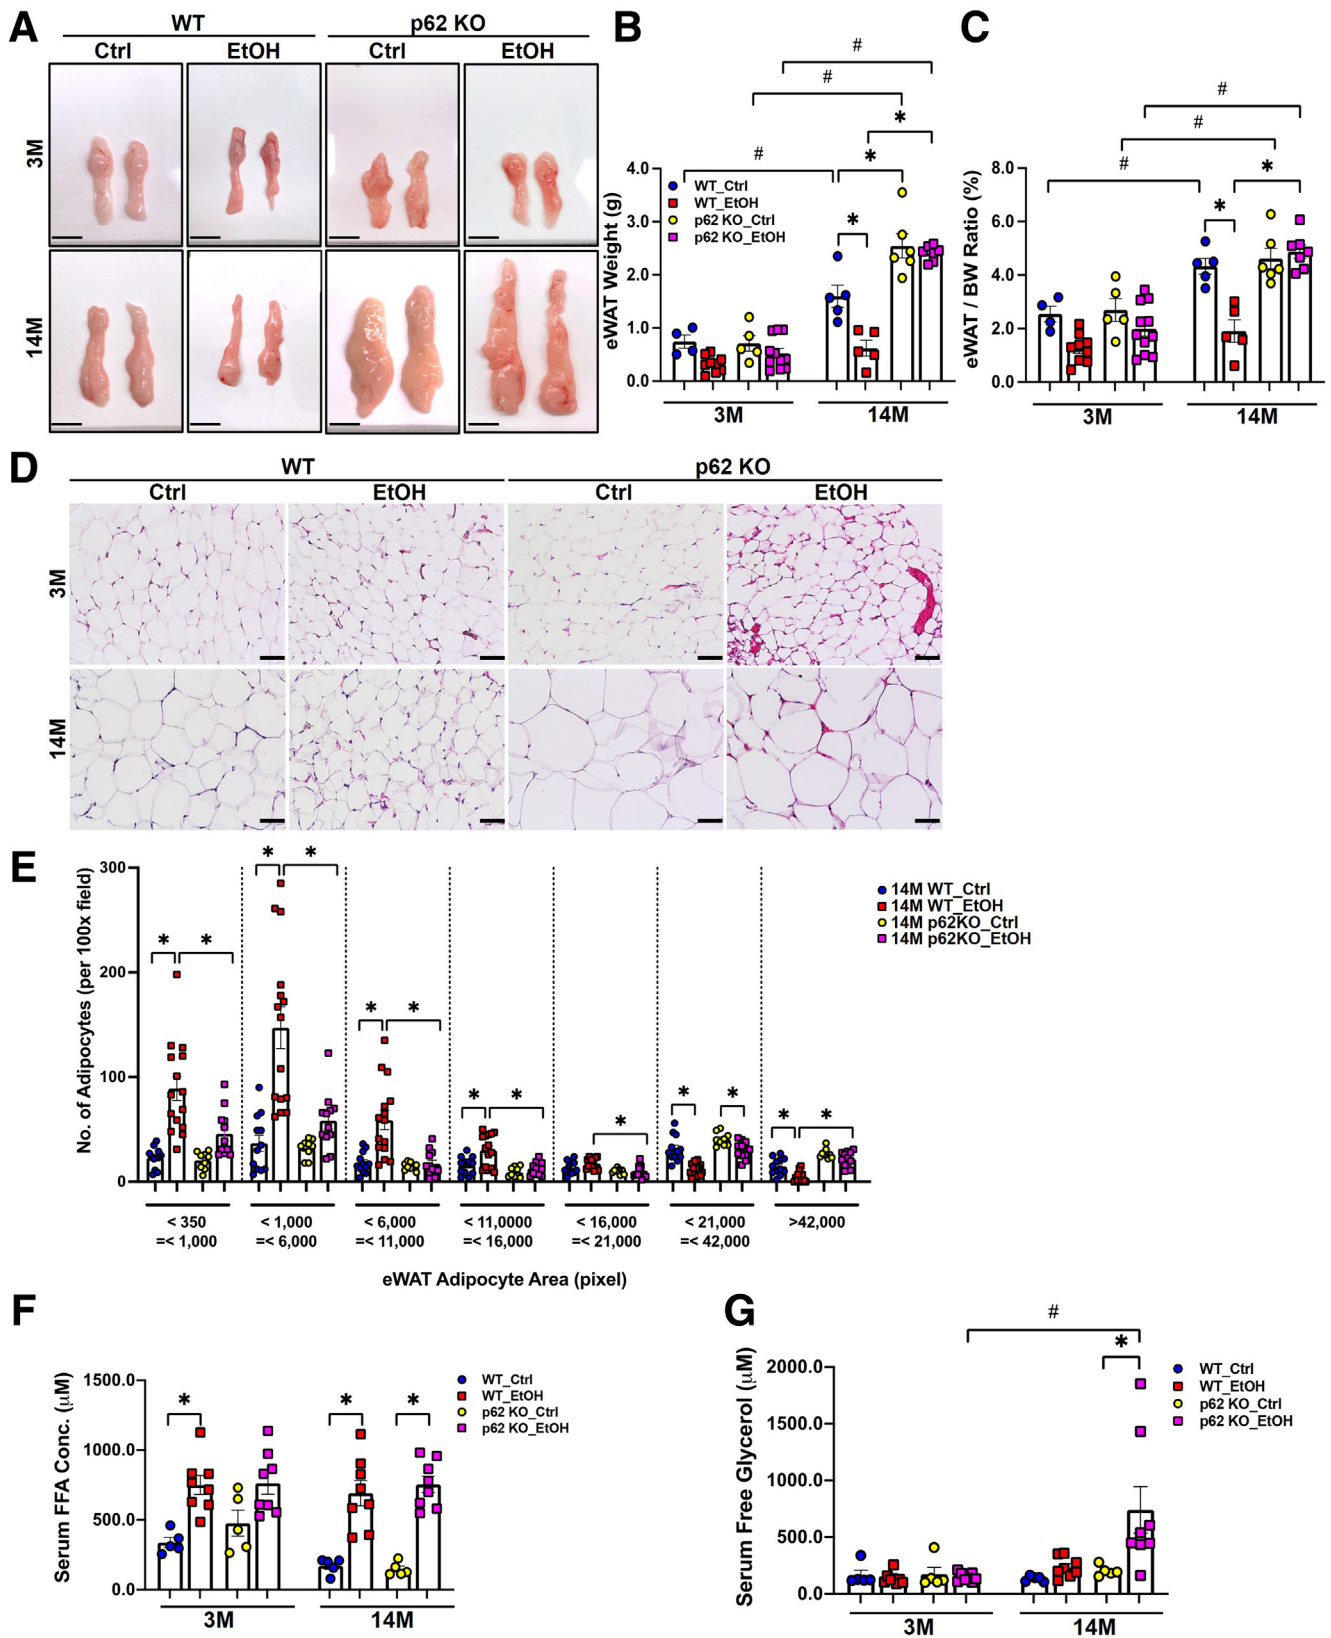 A
WT
p62 KO
Ctrl
EtOH
Ctrl
EtOH
3M
14M
B
#
#
*
#
*
*
eWAT Weight (g)
4.0
3.0
2.0
1.0
0.0
WT_Ctrl
WT_EtOH
p62 KO_Ctrl
p62 KO_EtOH
3M
14M
C
#
#
#
*
*
eWAT / BW Ratio (%)
8.0
6.0
4.0
2.0
0.0
3M
14M
D
WT
p62 KO
Ctrl
EtOH
Ctrl
EtOH
3M
14M
E
No. of Adipocytes (per 100x field)
300
200
100
0
* *
* *
* *
* *
*
* *
* *
14M WT_Ctrl
14M WT_EtOH
14M p62KO_Ctrl
14M p62KO_EtOH
< 350
=< 1,000
< 1,000
=< 6,000
< 6,000
=< 11,000
< 11,0000
=< 16,000
< 16,000
=< 21,000
< 21,000
=< 42,000
>42,000
eWAT Adipocyte Area (pixel)
F
Serum FFA Conc. (μM)
1500.0
1000.0
500.0
0.0
*
*
*
WT_Ctrl
WT_EtOH
p62 KO_Ctrl
p62 KO_EtOH
3M
14M
G
Serum Free Glycerol (μM)
2000.0
1500.0
1000.0
500.0
0.0
#
*
WT_Ctrl
WT_EtOH
p62 KO_Ctrl
p62 KO_EtOH
3M
14M